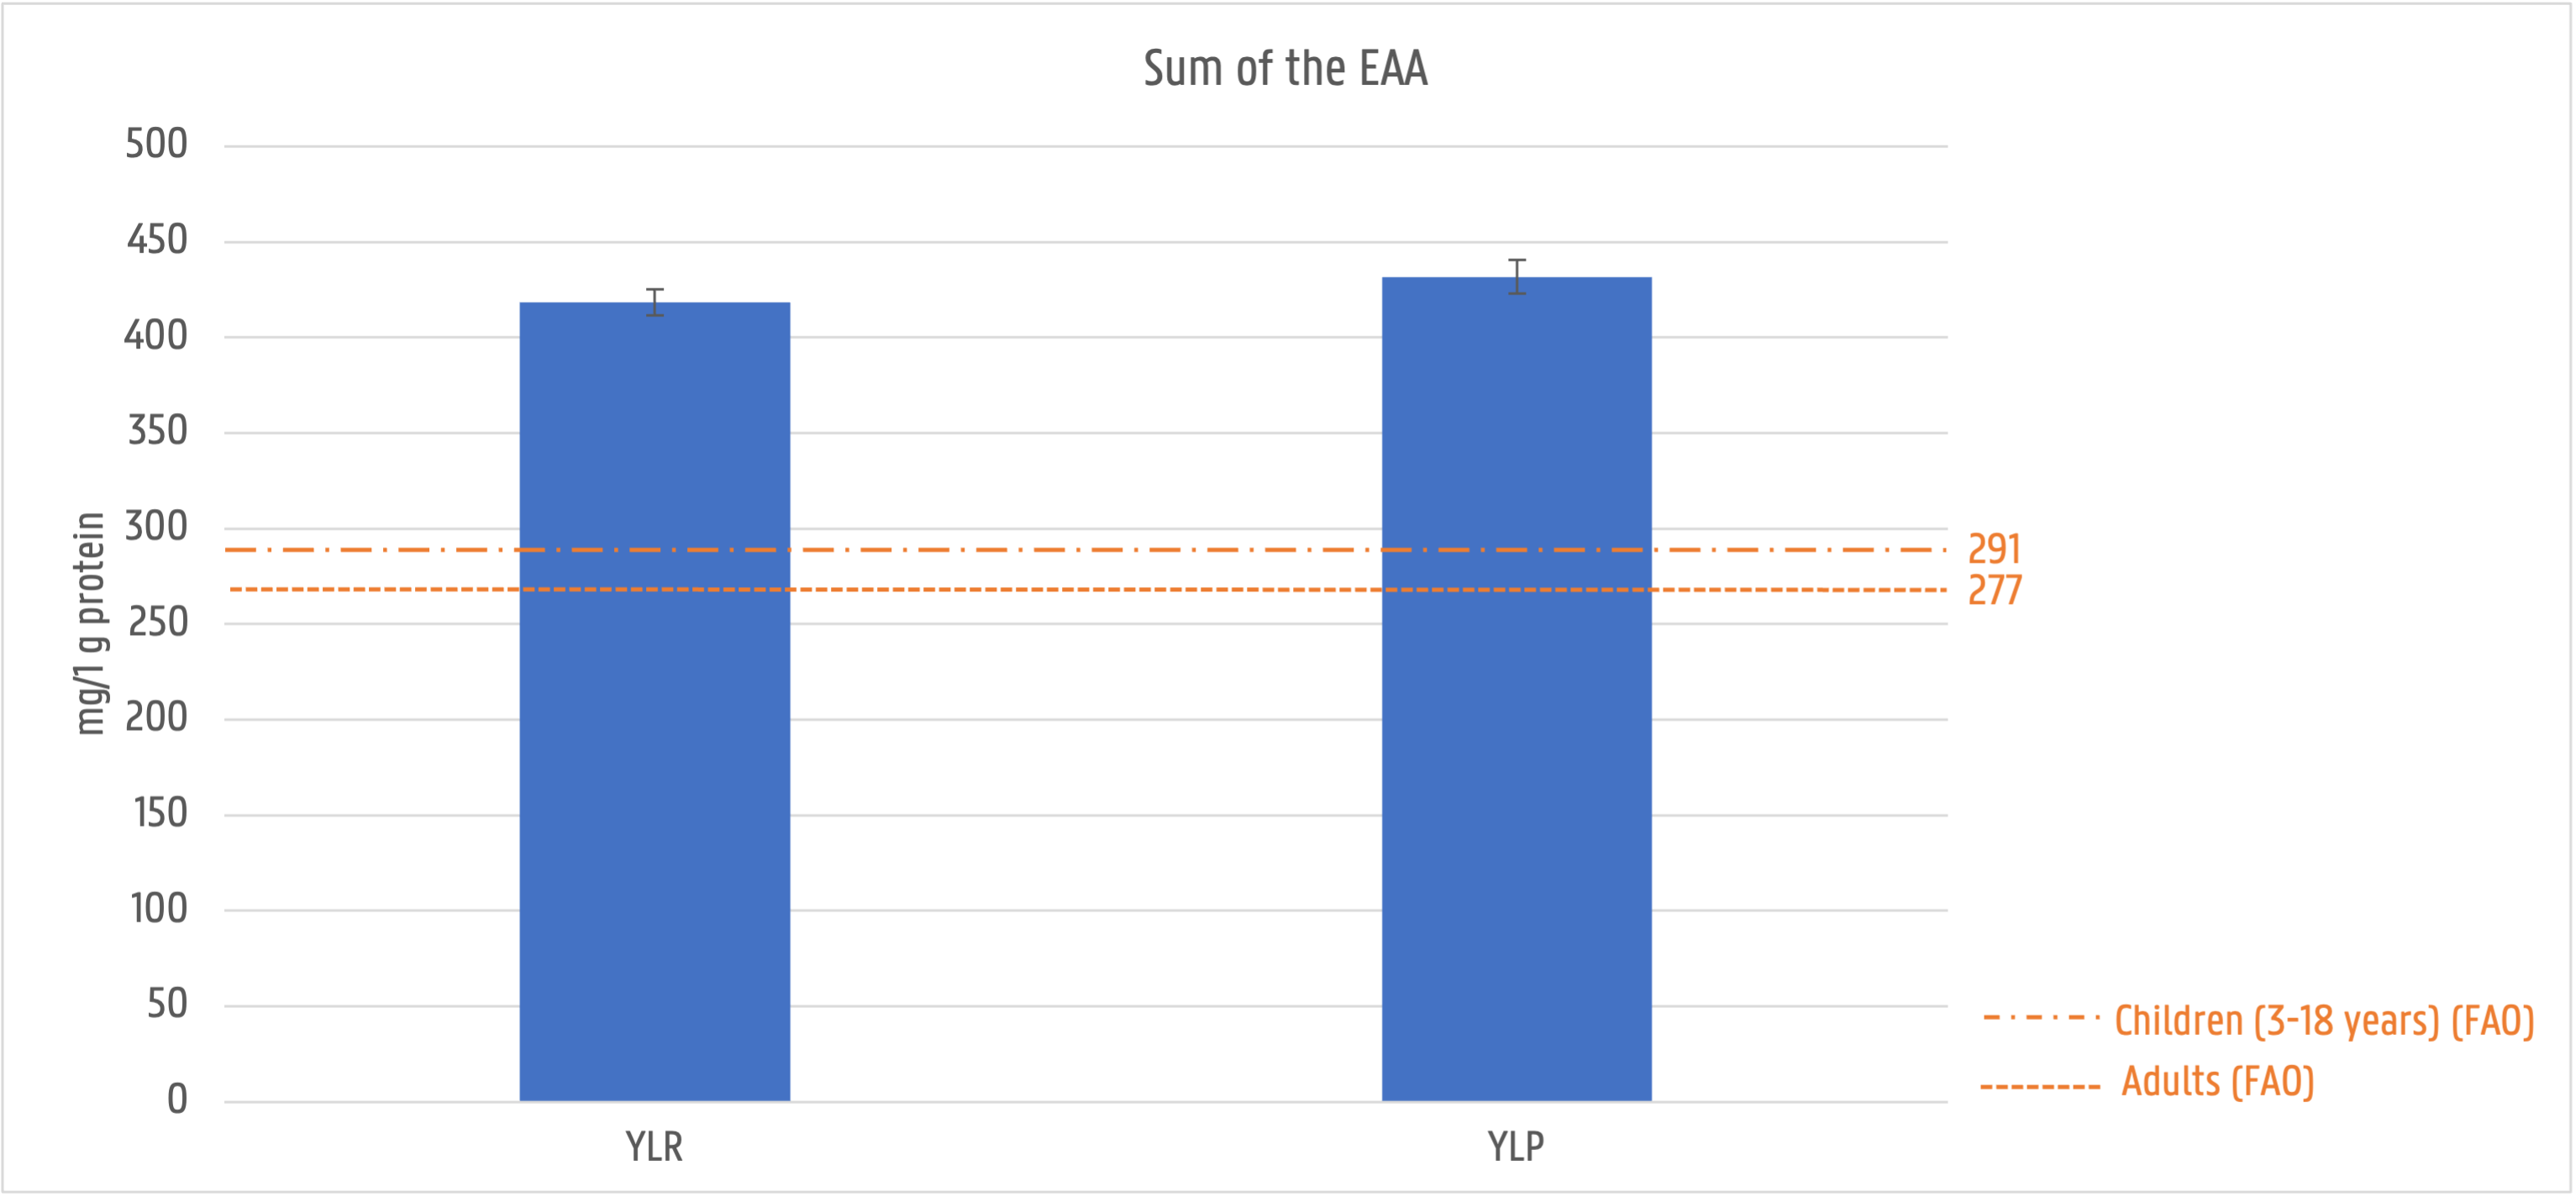 Sum of the EAA
500
450
400
350
300
250
200
150
100
50
0
mg/1 g protein
291
277
Children (3-18 years) (FAO)
Adults (FAO)
YLR
YLP